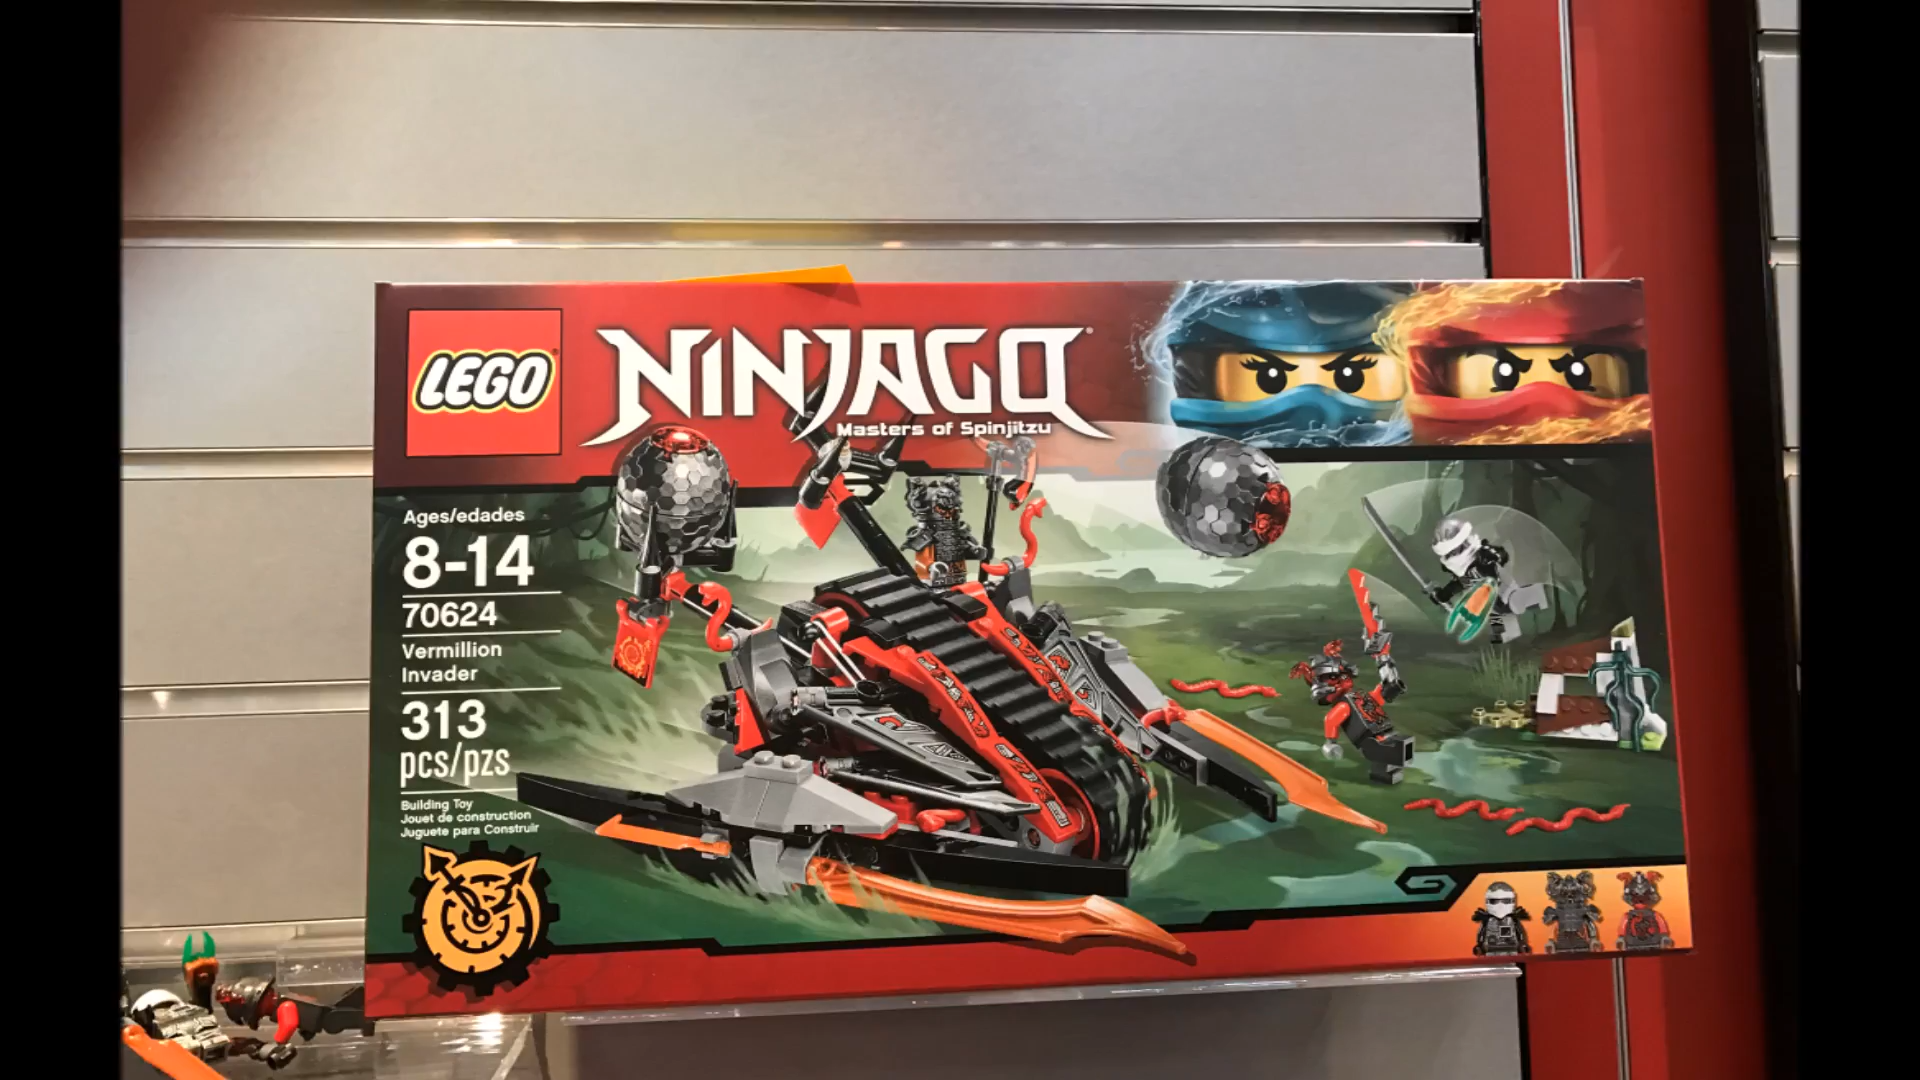 LEGO
NINJAGO
Masters of Spinjitzu
Ages/edades
8-14
70624
Vermillion
Invader
313
pcs/pzs
Building Toy
Jouet de construction
Juguete para Construir